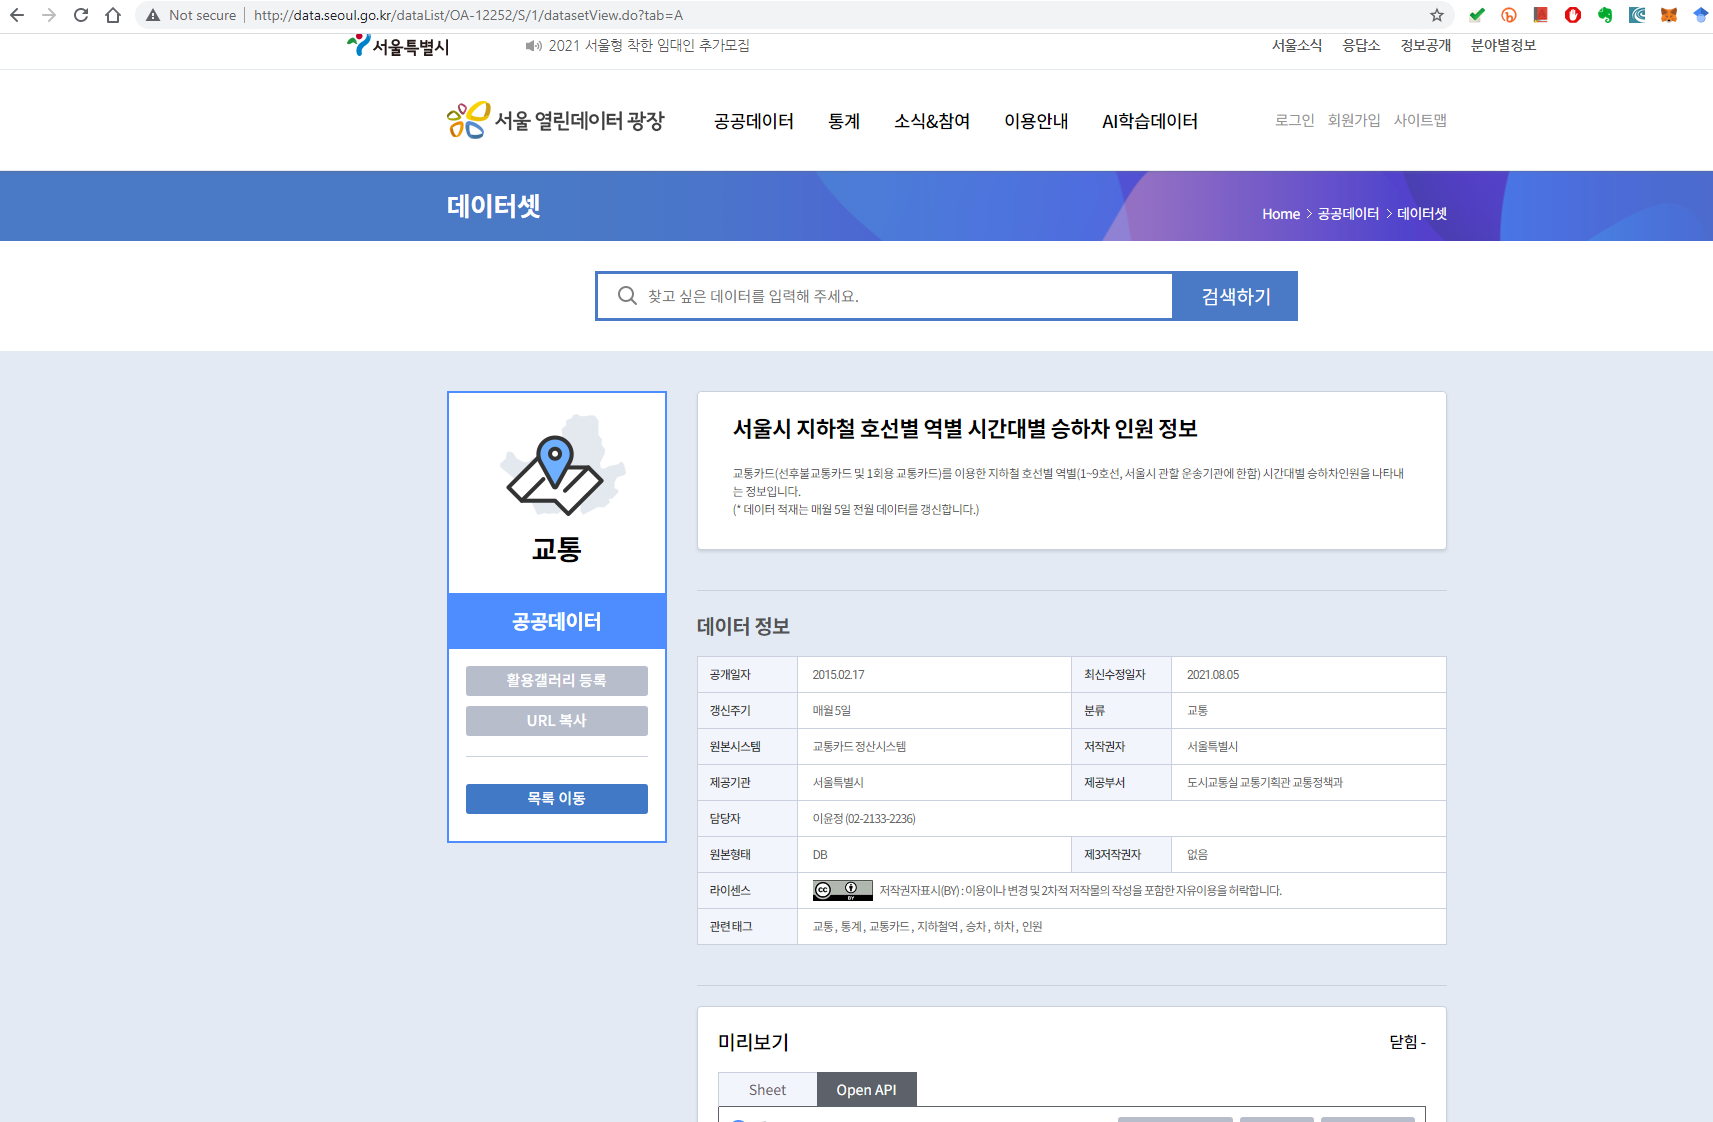 Not secure
http://data.seoul.go.kr/dataList/OA-12252/S/1/datasetView.do?tab=A
서울특별시
2021 서울형 착한 임대인 추가모집
서울소식 응답소 정보공개 분야별정보
서울 열린데이터 광장
공공데이터 통계 소식&참여 이용안내 AI학습데이터
로그인 회원가입 사이트맵
데이터셋
Home > 공공데이터 > 데이터셋
찾고 싶은 데이터를 입력해 주세요.
검색하기
교통
공공데이터
활용갤러리 등록
URL 복사
목록 이동
서울시 지하철 호선별 역별 시간대별 승하차 인원 정보
교통카드(선후불교통카드 및 1회용 교통카드)를 이용한 지하철 호선별 역별(1~9호선, 서울시 관할 운송기관에 한함) 시간대별 승하차인원을 나타내
는 정보입니다.
(* 데이터 적재는 매월 5일 전월 데이터를 갱신합니다.)
데이터 정보
공개일자 2015.02.17 최신수정일자 2021.08.05
갱신주기 매월 5일 분류 교통
원본시스템 교통카드 정산시스템 저작권자 서울특별시
제공기관 서울특별시 제공부서 도시교통실 교통기획관 교통정책과
담당자 이윤정 (02-2133-2236)
원본형태 DB 제3저작권자 없음
라이센스 cc BY 저작권자표시(BY) : 이용이나 변경 및 2차적 저작물의 작성을 포함한 자유이용을 허락합니다.
관련 태그 교통 , 통계 , 교통카드 , 지하철역 , 승차 , 하차 , 인원
미리보기
닫힘 -
Sheet Open API